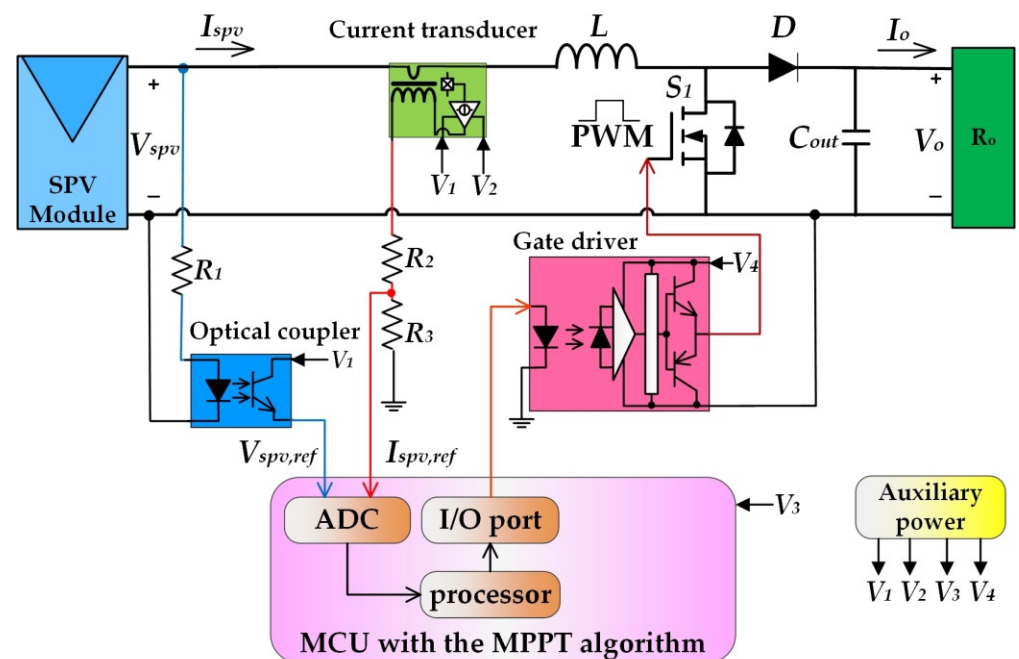 Ispv
Current transducer
L
D
Io
+
+
S1
PWM
Vspv
Cout
Vo
Ro
V1
V2
SPV
Module
−
−
Gate driver
R1
R2
V4
Optical coupler
R3
V1
Vspv,ref
Ispv,ref
ADC
I/O port
V3
Auxiliary
power
processor
V1 V2 V3 V4
MCU with the MPPT algorithm